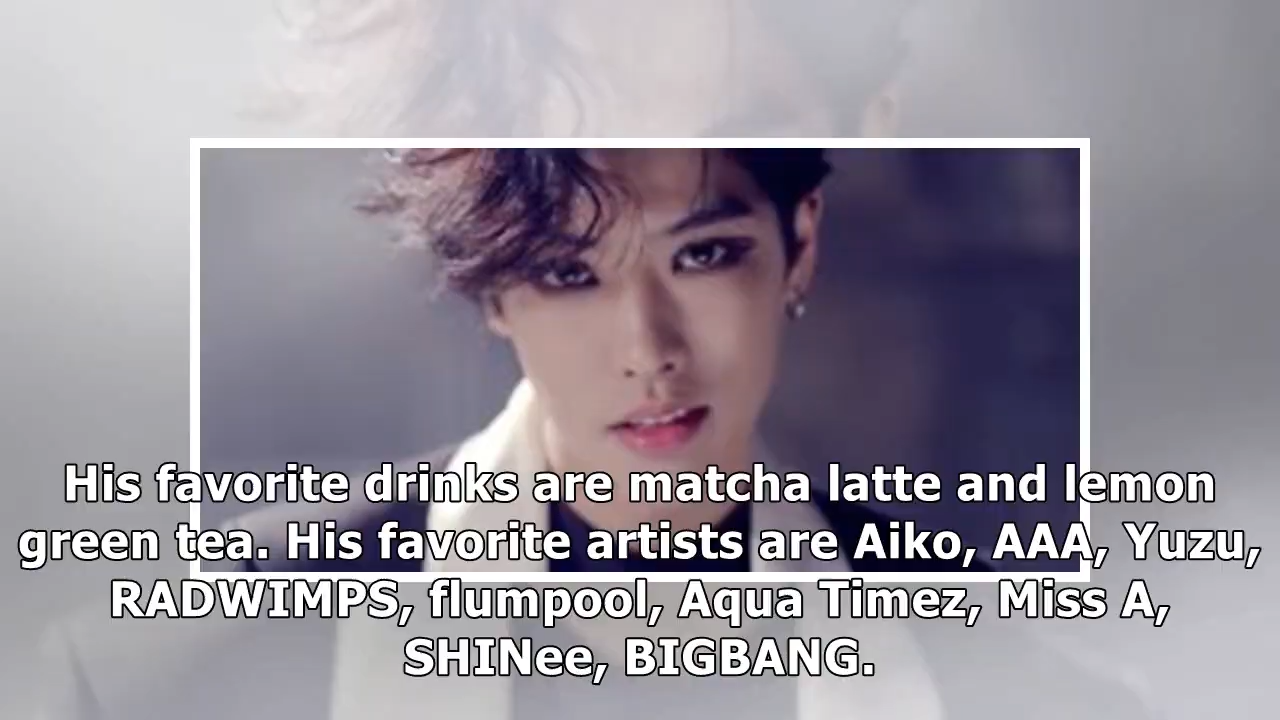 His favorite drinks are matcha latte and lemon
green tea. His favorite artists are Aiko, AAA, Yuzu,
RADWIMPS, flumpool, Aqua Timez, Miss A,
SHINee, BIGBANG.